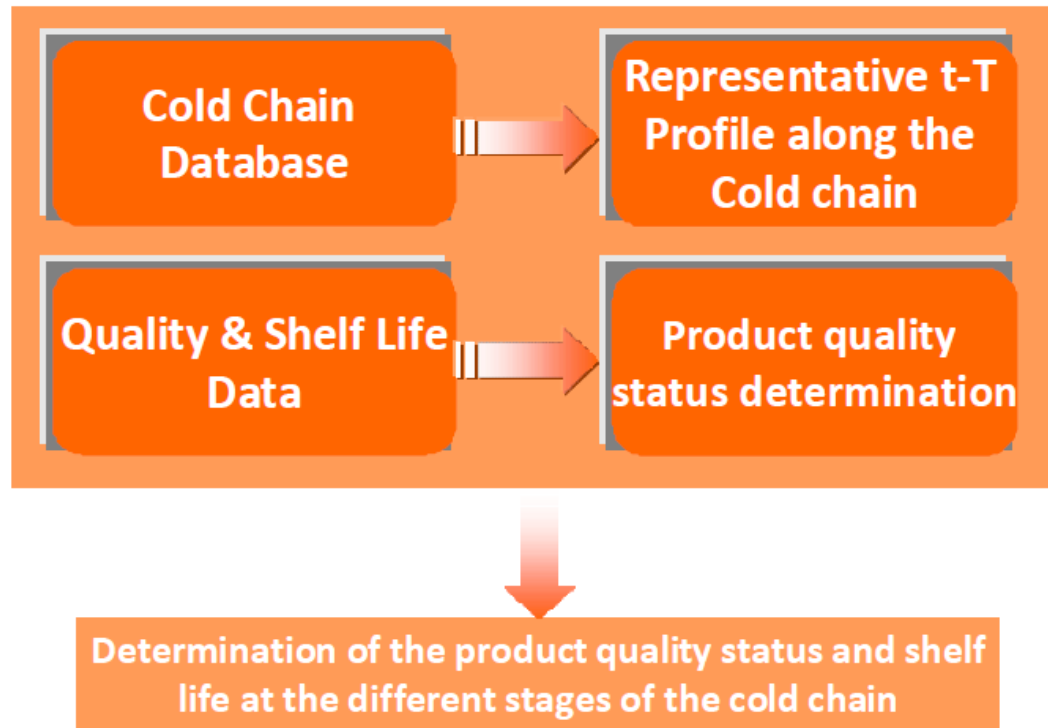 Cold Chain
Database
Representative t-T
Profile along the
Cold chain
Quality & Shelf Life
Data
Product quality
status determination
Determination of the product quality status and shelf
life at the different stages of the cold chain